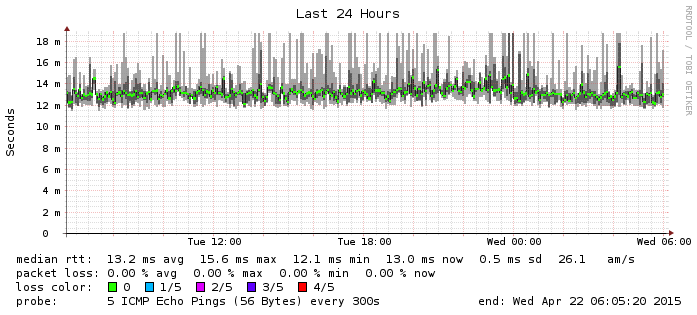 Last 24 Hours
RRDTOOL / TOBI OETIKER
Seconds
18 m
16 m
14 m
12 m
10 m
8 m
6 m
4 m
2 m
0
Tue 12:00 Tue 18:00 Wed 00:00 Wed 06:00
median rtt: 13.2 ms avg 15.6 ms max 12.1 ms min 13.0 ms now 0.5 ms sd 26.1 am/s
packet loss: 0.00 % avg 0.00 % max 0.00 % min 0.00 % now
loss color: 0 1/5 2/5 3/5 4/5
probe: 5 ICMP Echo Pings (56 Bytes) every 300s end: Wed Apr 22 06:05:20 2015